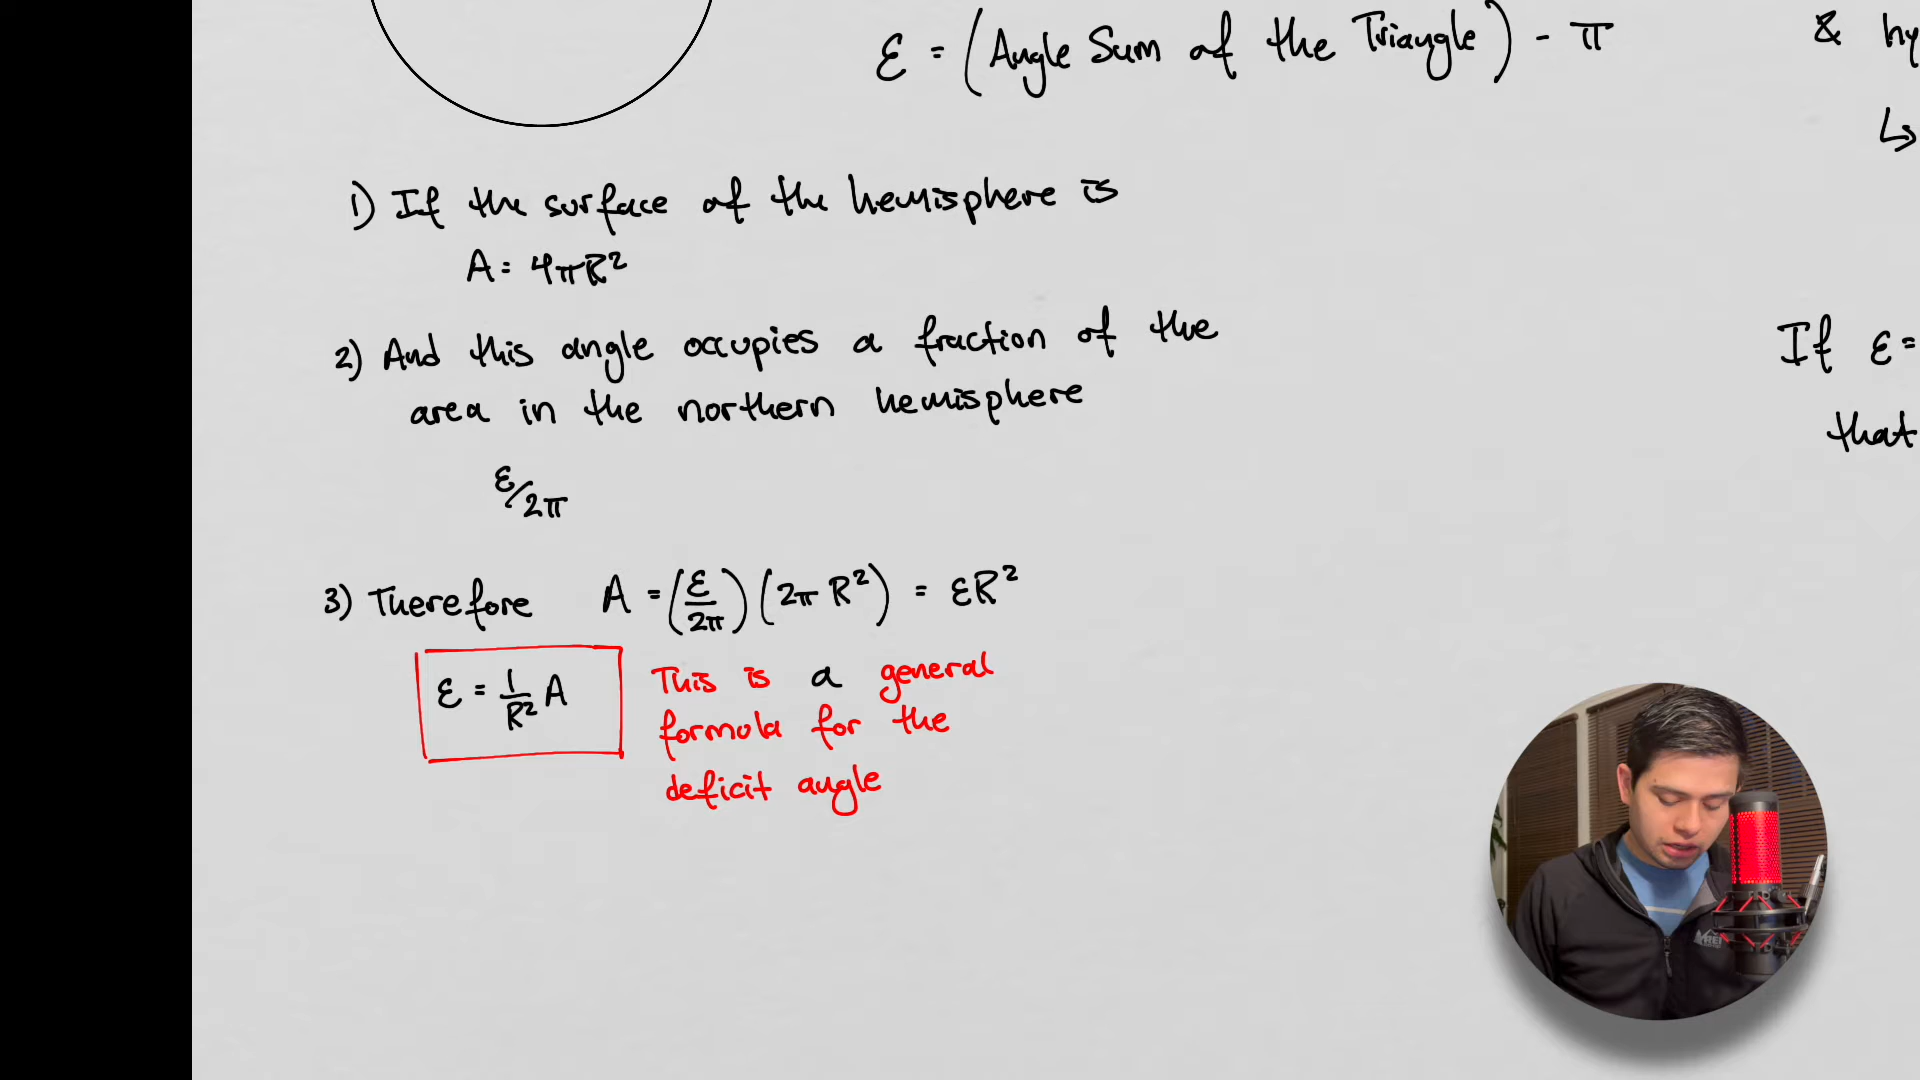 ε = (Angle Sum of the Triangle) - π
1) If the surface of the hemisphere is
A = 4πR²
2) And this angle occupies a fraction of the
area in the northern hemisphere
ε/2π
3) Therefore A = (ε/2π)(2πR²) = εR²
ε = 1/R² A
This is a general
formula for the
deficit angle
& hy
↳
If ε =
that
REI